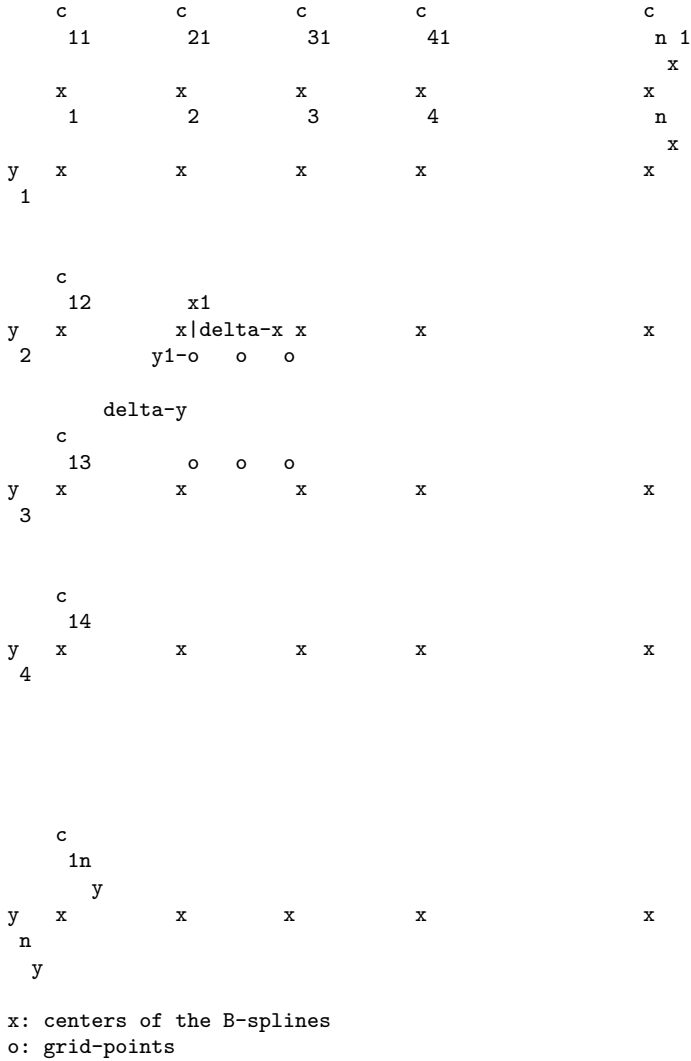 c c c c c
11 21 31 41 n 1
x
x x x x x
1 2 3 4 n
x
y x x x x x
1
c
12 x1
y x x|delta-x x x x
2 y1-o o o
delta-y
c
13 o o o
y x x x x x
3
c
14
y x x x x x
4
c
1n
y
y x x x x x
n
y
x: centers of the B-splines
o: grid-points